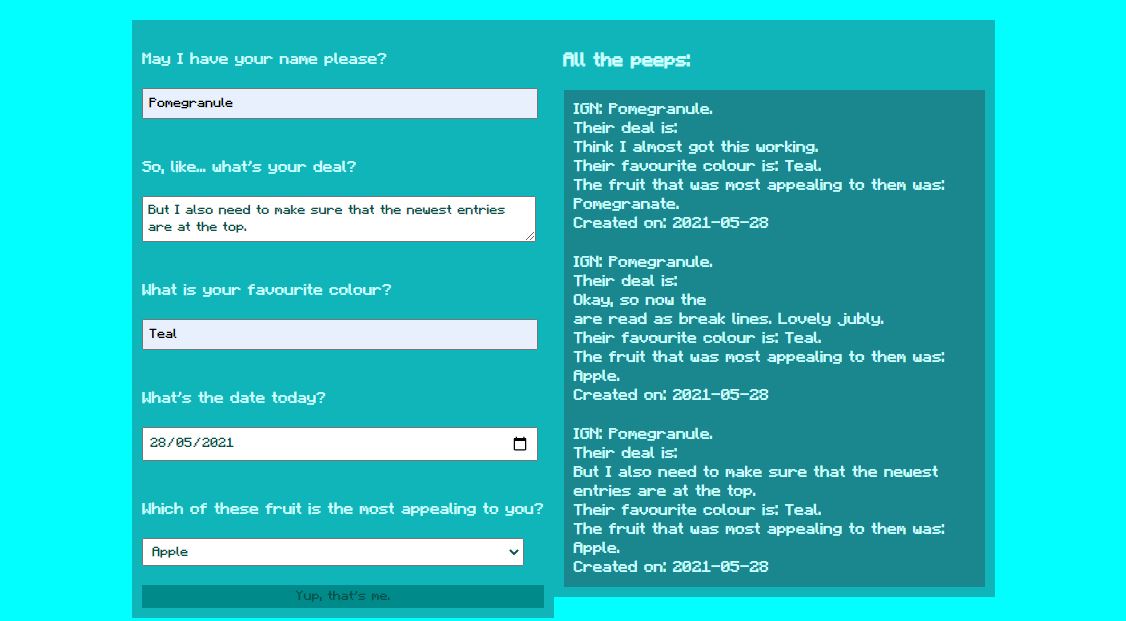 May I have your name please?
Pomegranule
So, like... what's your deal?
But I also need to make sure that the newest entries
are at the top.
What is your favourite colour?
Teal
What's the date today?
28/05/2021
Which of these fruit is the most appealing to you?
Apple
Yup, that's me.
All the peeps:
IGN: Pomegranule.
Their deal is:
Think I almost got this working.
Their favourite colour is: Teal.
The fruit that was most appealing to them was:
Pomegranate.
Created on: 2021-05-28
IGN: Pomegranule.
Their deal is:
Okay, so now the
are read as break lines. Lovely jubly.
Their favourite colour is: Teal.
The fruit that was most appealing to them was:
Apple.
Created on: 2021-05-28
IGN: Pomegranule.
Their deal is:
But I also need to make sure that the newest
entries are at the top.
Their favourite colour is: Teal.
The fruit that was most appealing to them was:
Apple.
Created on: 2021-05-28